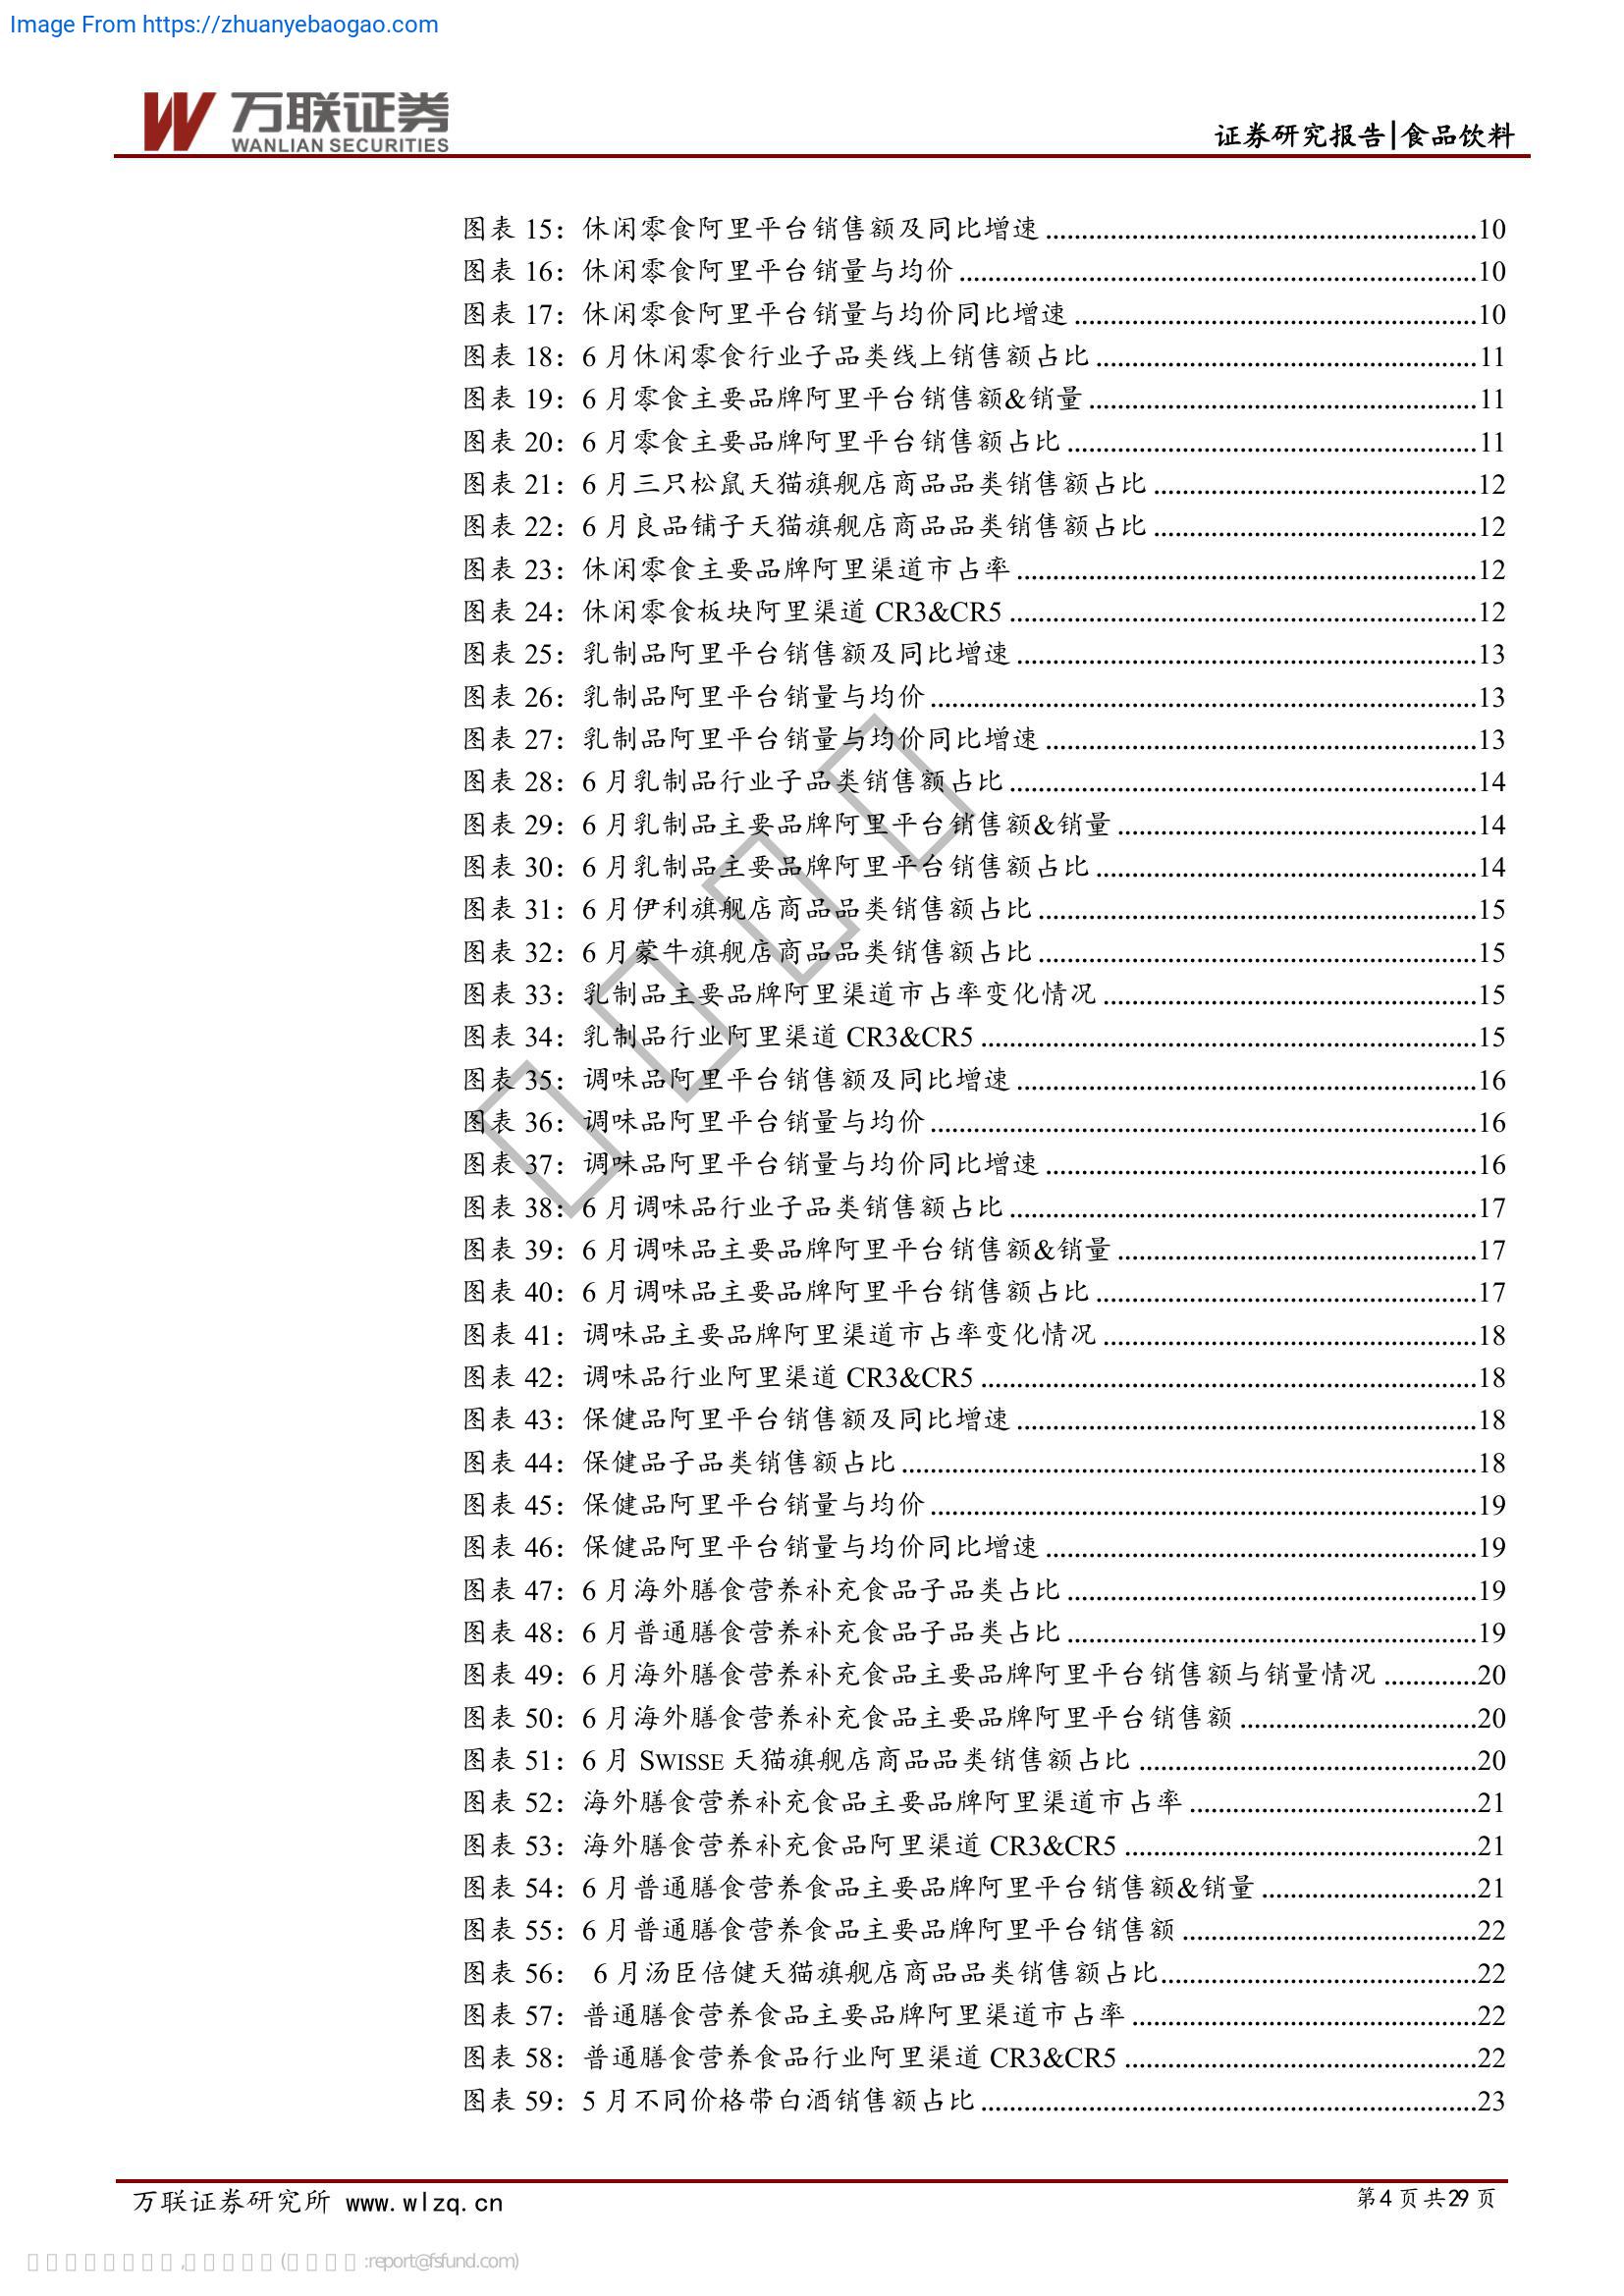 Image From https://zhuanyebaogao.com
万联证券
WANLIAN SECURITIES
证券研究报告|食品饮料
图表 15：休闲零食阿里平台销售额及同比增速............10
图表 16：休闲零食阿里平台销量与均价............10
图表 17：休闲零食阿里平台销量与均价同比增速............10
图表 18：6 月休闲零食行业子品类线上销售额占比............11
图表 19：6 月零食主要品牌阿里平台销售额&销量............11
图表 20：6 月零食主要品牌阿里平台销售额占比............11
图表 21：6 月三只松鼠天猫旗舰店商品品类销售额占比............12
图表 22：6 月良品铺子天猫旗舰店商品品类销售额占比............12
图表 23：休闲零食主要品牌阿里渠道市占率............12
图表 24：休闲零食板块阿里渠道 CR3&CR5............12
图表 25：乳制品阿里平台销售额及同比增速............13
图表 26：乳制品阿里平台销量与均价............13
图表 27：乳制品阿里平台销量与均价同比增速............13
图表 28：6 月乳制品行业子品类销售额占比............14
图表 29：6 月乳制品主要品牌阿里平台销售额&销量............14
图表 30：6 月乳制品主要品牌阿里平台销售额占比............14
图表 31：6 月伊利旗舰店商品品类销售额占比............15
图表 32：6 月蒙牛旗舰店商品品类销售额占比............15
图表 33：乳制品主要品牌阿里渠道市占率变化情况............15
图表 34：乳制品行业阿里渠道 CR3&CR5............15
图表 35：调味品阿里平台销售额及同比增速............16
图表 36：调味品阿里平台销量与均价............16
图表 37：调味品阿里平台销量与均价同比增速............16
图表 38：6 月调味品行业子品类销售额占比............17
图表 39：6 月调味品主要品牌阿里平台销售额&销量............17
图表 40：6 月调味品主要品牌阿里平台销售额占比............17
图表 41：调味品主要品牌阿里渠道市占率变化情况............18
图表 42：调味品行业阿里渠道 CR3&CR5............18
图表 43：保健品阿里平台销售额及同比增速............18
图表 44：保健品子品类销售额占比............18
图表 45：保健品阿里平台销量与均价............19
图表 46：保健品阿里平台销量与均价同比增速............19
图表 47：6 月海外膳食营养补充食品子品类占比............19
图表 48：6 月普通膳食营养补充食品子品类占比............19
图表 49：6 月海外膳食营养补充食品主要品牌阿里平台销售额与销量情况............20
图表 50：6 月海外膳食营养补充食品主要品牌阿里平台销售额............20
图表 51：6 月 SWISSE 天猫旗舰店商品品类销售额占比............20
图表 52：海外膳食营养补充食品主要品牌阿里渠道市占率............21
图表 53：海外膳食营养补充食品阿里渠道 CR3&CR5............21
图表 54：6 月普通膳食营养食品主要品牌阿里平台销售额&销量............21
图表 55：6 月普通膳食营养食品主要品牌阿里平台销售额............22
图表 56： 6 月汤臣倍健天猫旗舰店商品品类销售额占比............22
图表 57：普通膳食营养食品主要品牌阿里渠道市占率............22
图表 58：普通膳食营养食品行业阿里渠道 CR3&CR5............22
图表 59：5 月不同价格带白酒销售额占比............23
万联证券研究所 www.wlzq.cn
第4 页 共29 页
:report@fsfund.com)